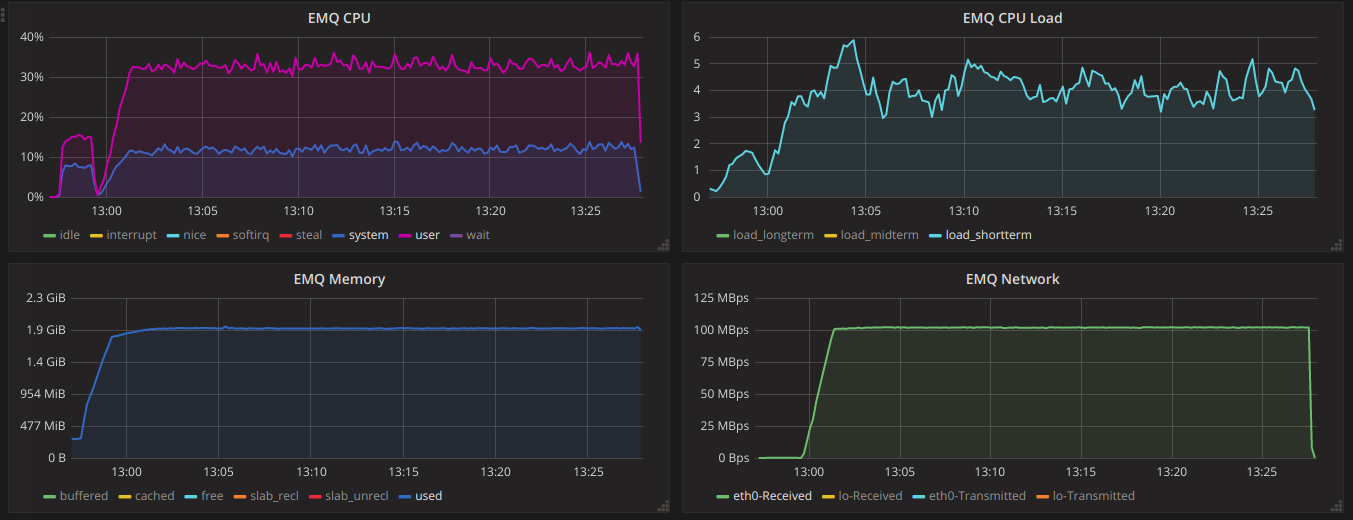 EMQ CPU
40%
30%
20%
10%
0%
13:00 13:05 13:10 13:15 13:20 13:25
idle interrupt nice softirq steal system user wait
EMQ CPU Load
6
5
4
3
2
1
0
13:00 13:05 13:10 13:15 13:20 13:25
load_longterm load_midterm load_shortterm
EMQ Memory
2.3 GiB
1.9 GiB
1.4 GiB
954 MiB
477 MiB
0 B
13:00 13:05 13:10 13:15 13:20 13:25
buffered cached free slab_recl slab_unrecl used
EMQ Network
125 MBps
100 MBps
75 MBps
50 MBps
25 MBps
0 Bps
13:00 13:05 13:10 13:15 13:20 13:25
eth0-Received lo-Received eth0-Transmitted lo-Transmitted